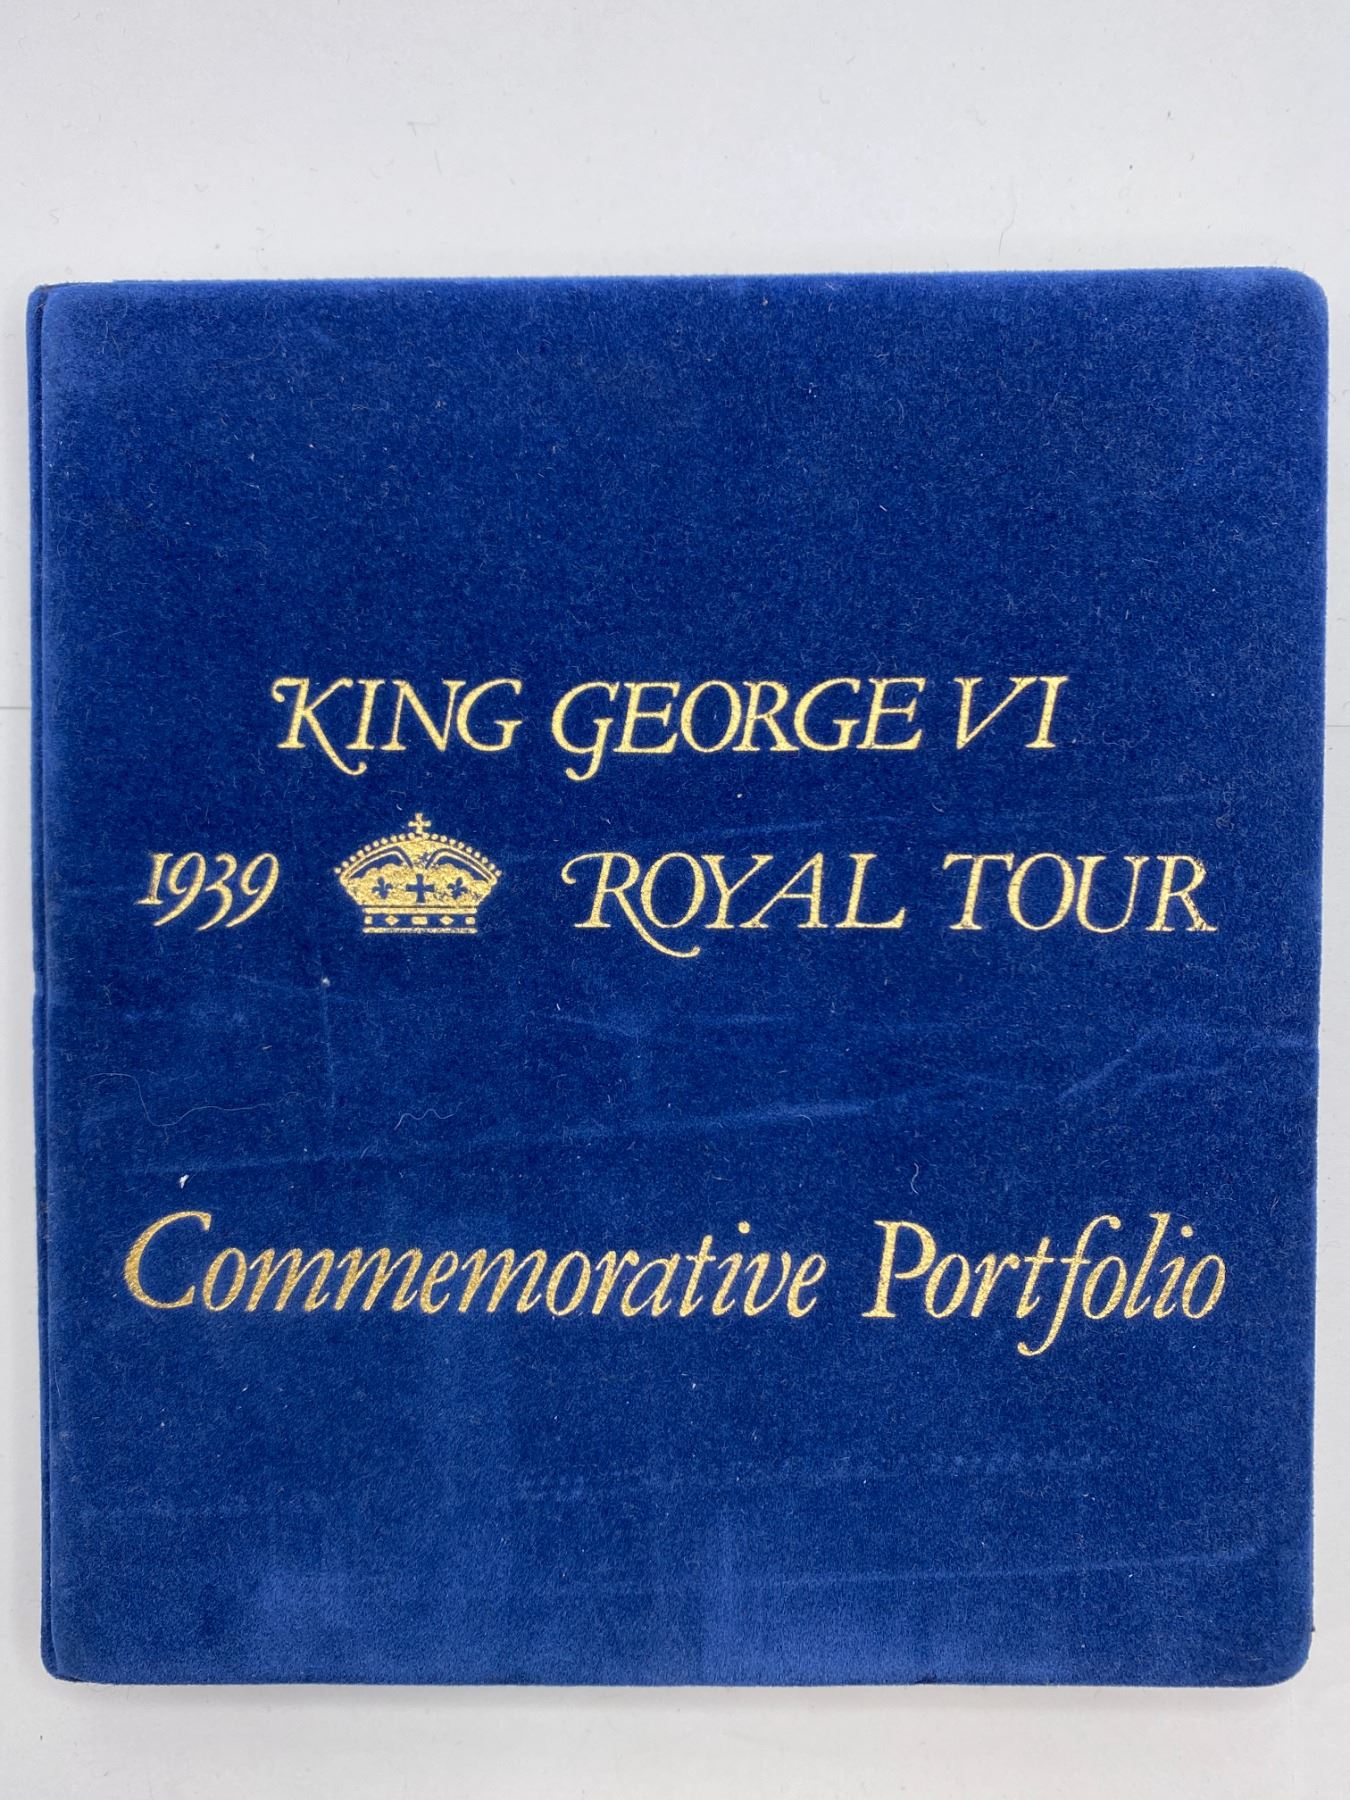 KING GEORGE VI
1939 ROYAL TOUR
Commemorative Portfolio